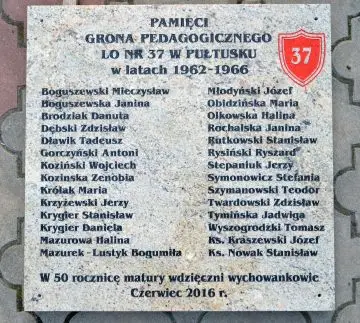 PAMIĘCI
GRONA PEDAGOGICZNEGO
LO NR 37 W PUŁTUSKU
w latach 1962-1966
37
Boguszewski Mieczysław
Boguszewska Janina
Brodziak Danuta
Dębski Zdzisław
Dławik Tadeusz
Gorczyński Antoni
Koziński Wojciech
Kozinska Zenobia
Królak Maria
Krzyżewski Jerzy
Krygier Stanisław
Krygier Daniela
Mazurowa Halina
Mazurek - Lustyk Bogumiła
Młodyński Józef
Obidzińska Maria
Olkowska Halina
Rochalska Janina
Rutkowski Stanisław
Rysiński Ryszard
Stepaniuk Jerzy
Symonowicz Stefania
Szymanowski Teodor
Twardowski Zdzisław
Tymińska Jadwiga
Wyszogrodzki Tomasz
Ks. Kraszewski Józef
Ks. Nowak Stanisław
W 50 rocznicę matury wdzięczni wychowankowie
Czerwiec 2016 r.